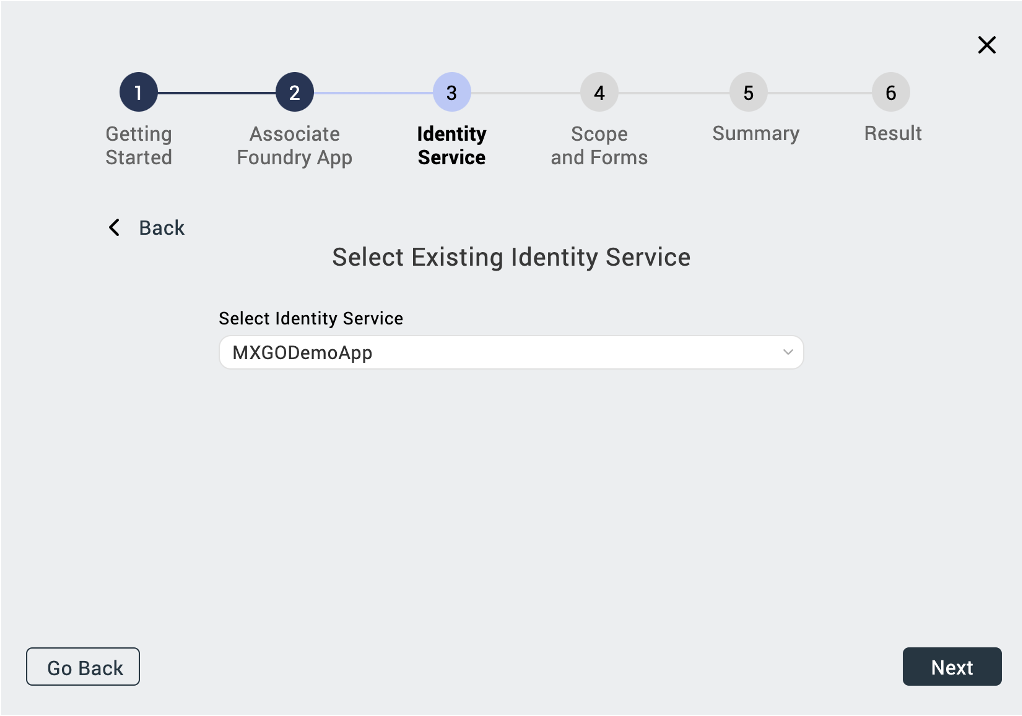 1
2
3
4
5
6
Getting
Started
Associate
Foundry App
Identity
Service
Scope
and Forms
Summary
Result
Back
Select Existing Identity Service
Select Identity Service
MXGODemoApp
Go Back
Next